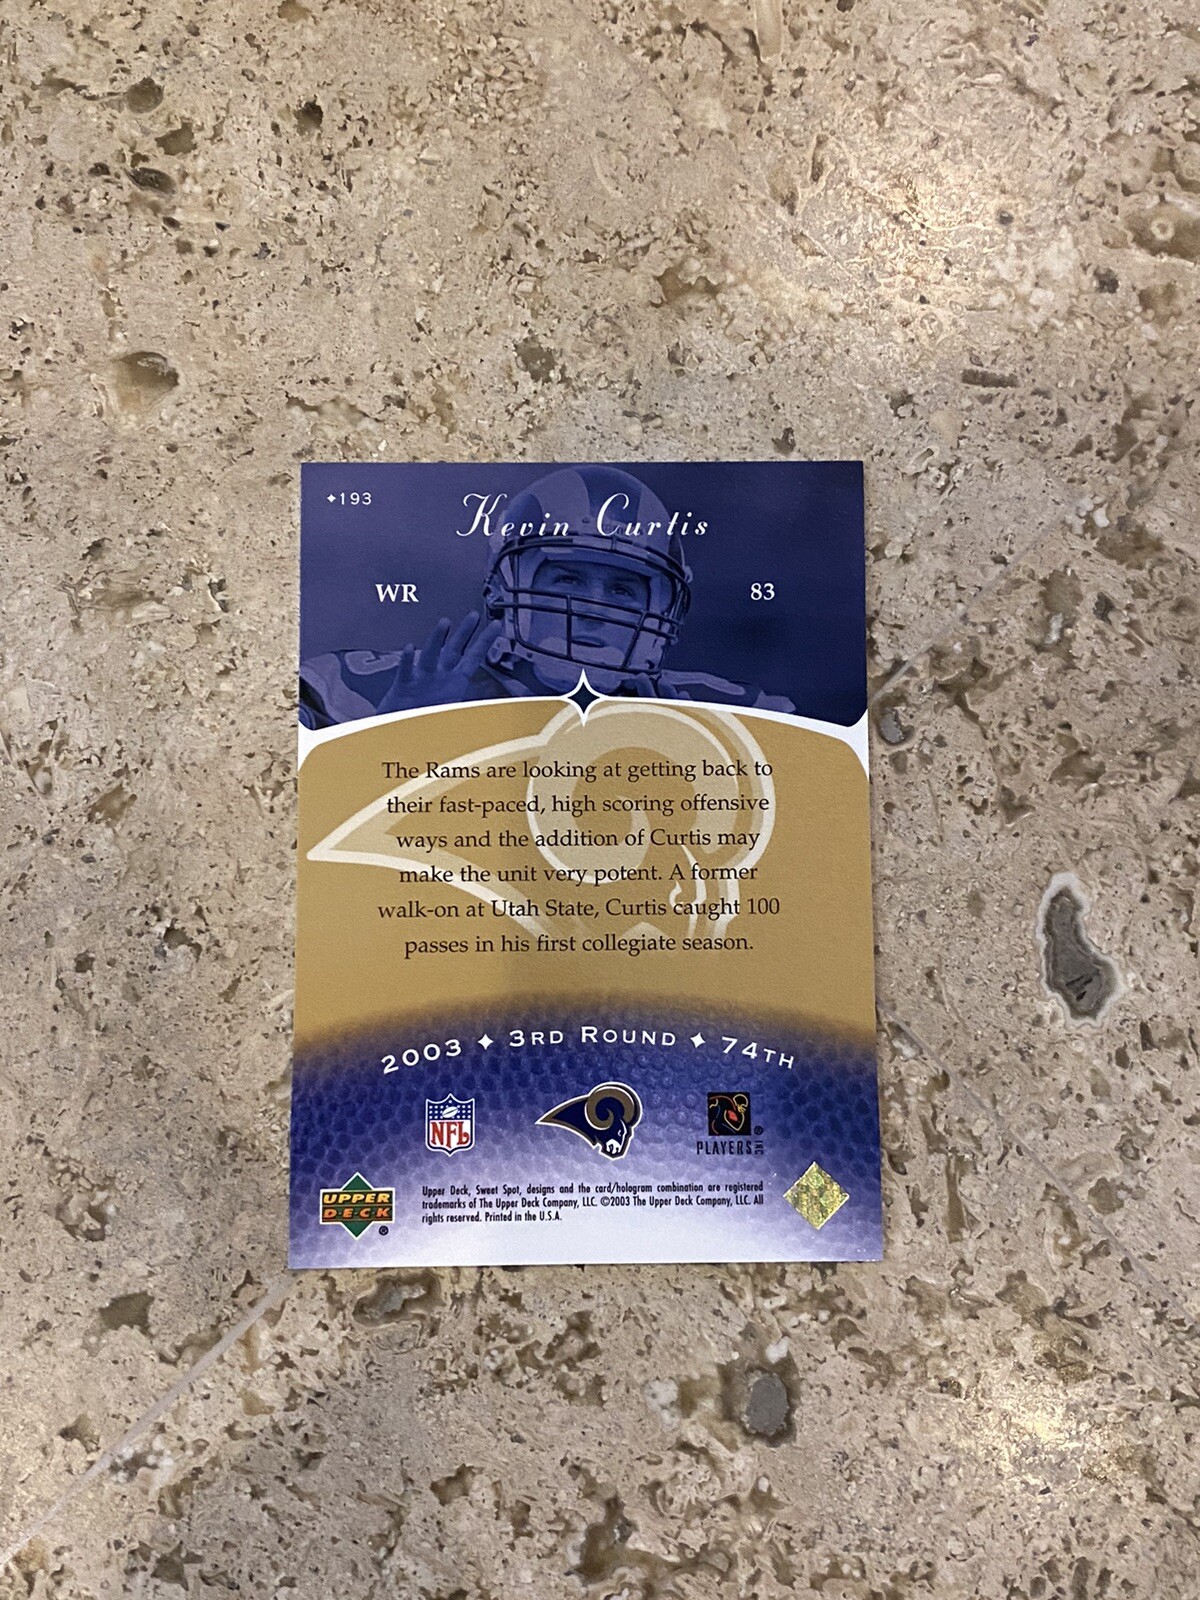 ✦193
Kevin Curtis
WR
83
The Rams are looking at getting back to
their fast-paced, high scoring offensive
ways and the addition of Curtis may
make the unit very potent. A former
walk-on at Utah State, Curtis caught 100
passes in his first collegiate season.
2003 ✦ 3RD ROUND ✦ 74TH
NFL
PLAYERS INC ®
UPPER
DECK ®
Upper Deck, Sweet Spot, designs and the card/hologram combination are registered
trademarks of The Upper Deck Company, LLC. ©2003 The Upper Deck Company, LLC. All
rights reserved. Printed in the U.S.A.